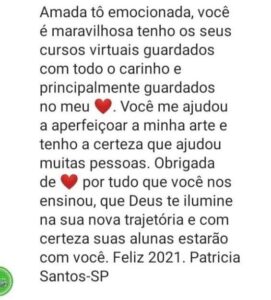 Amada tô emocionada, você
é maravilhosa tenho os seus
cursos virtuais guardados
com todo o carinho e
principalmente guardados
no meu ❤️. Você me ajudou
a aperfeiçoar a minha arte e
tenho a certeza que ajudou
muitas pessoas. Obrigada
de ❤️ por tudo que você nos
ensinou, que Deus te ilumine
na sua nova trajetória e com
certeza suas alunas estarão
com você. Feliz 2021. Patricia
Santos-SP